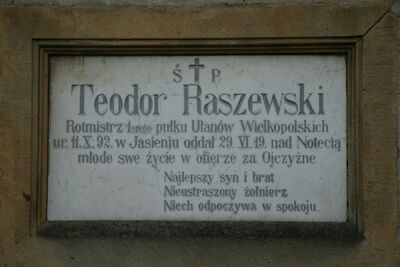 Ś † P
Teodor Raszewski
Rotmistrz 1szego pułku Ułanów Wielkopolskich
ur. 11.X.92. w Jasieniu oddał 29. VI.19. nad Notecią
młode swe życie w ofierze za Ojczyznę
Najlepszy syn i brat
Nieustraszony żołnierz
Niech odpoczywa w spokoju.